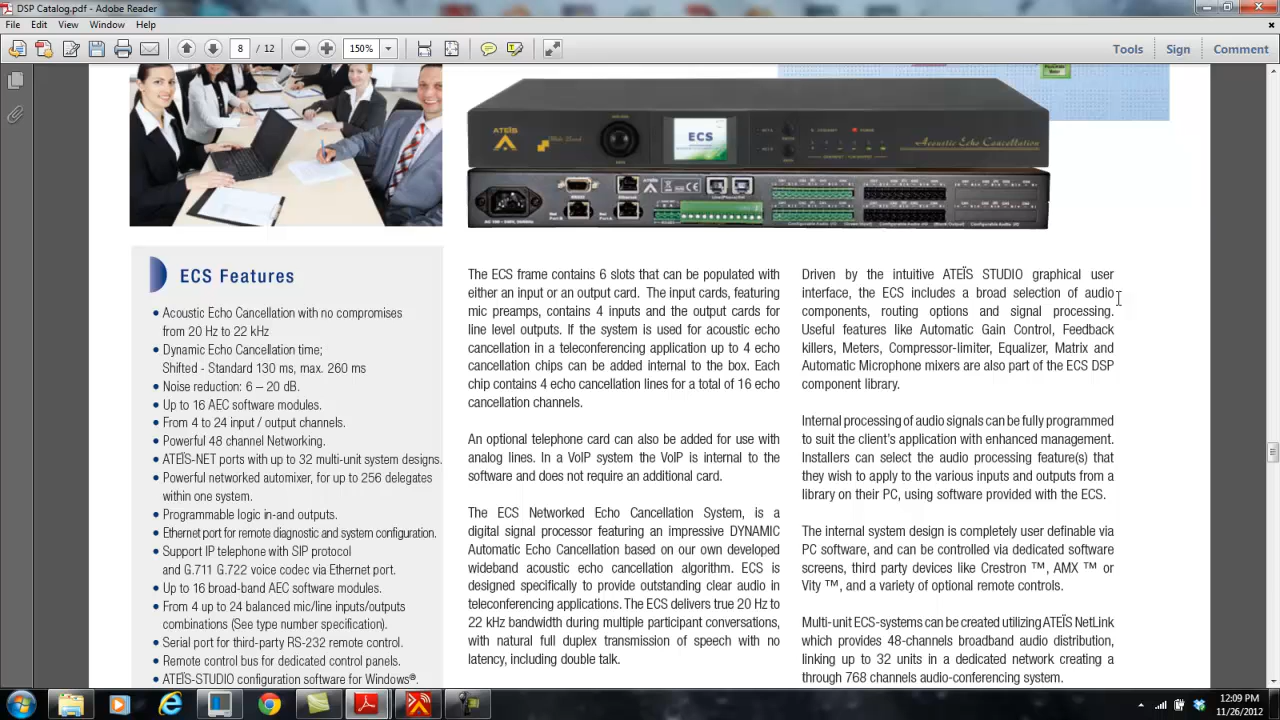 DSP Catalog.pdf - Adobe Reader
File Edit View Window Help
8 / 12 150% Tools Sign Comment
ATEÏS
ECS
Acoustic Echo Cancellation
ECS Features
• Acoustic Echo Cancellation with no compromises
from 20 Hz to 22 kHz
• Dynamic Echo Cancellation time;
Shifted - Standard 130 ms, max. 260 ms
• Noise reduction: 6 – 20 dB.
• Up to 16 AEC software modules.
• From 4 to 24 input / output channels.
• Powerful 48 channel Networking.
• ATEÏS-NET ports with up to 32 multi-unit system designs.
• Powerful networked automixer, for up to 256 delegates
within one system.
• Programmable logic in-and outputs.
• Ethernet port for remote diagnostic and system configuration.
• Support IP telephone with SIP protocol
and G.711 G.722 voice codec via Ethernet port.
• Up to 16 broad-band AEC software modules.
• From 4 up to 24 balanced mic/line inputs/outputs
combinations (See type number specification).
• Serial port for third-party RS-232 remote control.
• Remote control bus for dedicated control panels.
• ATEÏS-STUDIO configuration software for Windows®.
The ECS frame contains 6 slots that can be populated with
either an input or an output card. The input cards, featuring
mic preamps, contains 4 inputs and the output cards for
line level outputs. If the system is used for acoustic echo
cancellation in a teleconferencing application up to 4 echo
cancellation chips can be added internal to the box. Each
chip contains 4 echo cancellation lines for a total of 16 echo
cancellation channels.
An optional telephone card can also be added for use with
analog lines. In a VoIP system the VoIP is internal to the
software and does not require an additional card.
The ECS Networked Echo Cancellation System, is a
digital signal processor featuring an impressive DYNAMIC
Automatic Echo Cancellation based on our own developed
wideband acoustic echo cancellation algorithm. ECS is
designed specifically to provide outstanding clear audio in
teleconferencing applications. The ECS delivers true 20 Hz to
22 kHz bandwidth during multiple participant conversations,
with natural full duplex transmission of speech with no
latency, including double talk.
Driven by the intuitive ATEÏS STUDIO graphical user
interface, the ECS includes a broad selection of audio
components, routing options and signal processing.
Useful features like Automatic Gain Control, Feedback
killers, Meters, Compressor-limiter, Equalizer, Matrix and
Automatic Microphone mixers are also part of the ECS DSP
component library.
Internal processing of audio signals can be fully programmed
to suit the client's application with enhanced management.
Installers can select the audio processing feature(s) that
they wish to apply to the various inputs and outputs from a
library on their PC, using software provided with the ECS.
The internal system design is completely user definable via
PC software, and can be controlled via dedicated software
screens, third party devices like Crestron ™, AMX ™ or
Vity ™, and a variety of optional remote controls.
Multi-unit ECS-systems can be created utilizing ATEÏS NetLink
which provides 48-channels broadband audio distribution,
linking up to 32 units in a dedicated network creating a
through 768 channels audio-conferencing system.
12:09 PM
11/26/2012